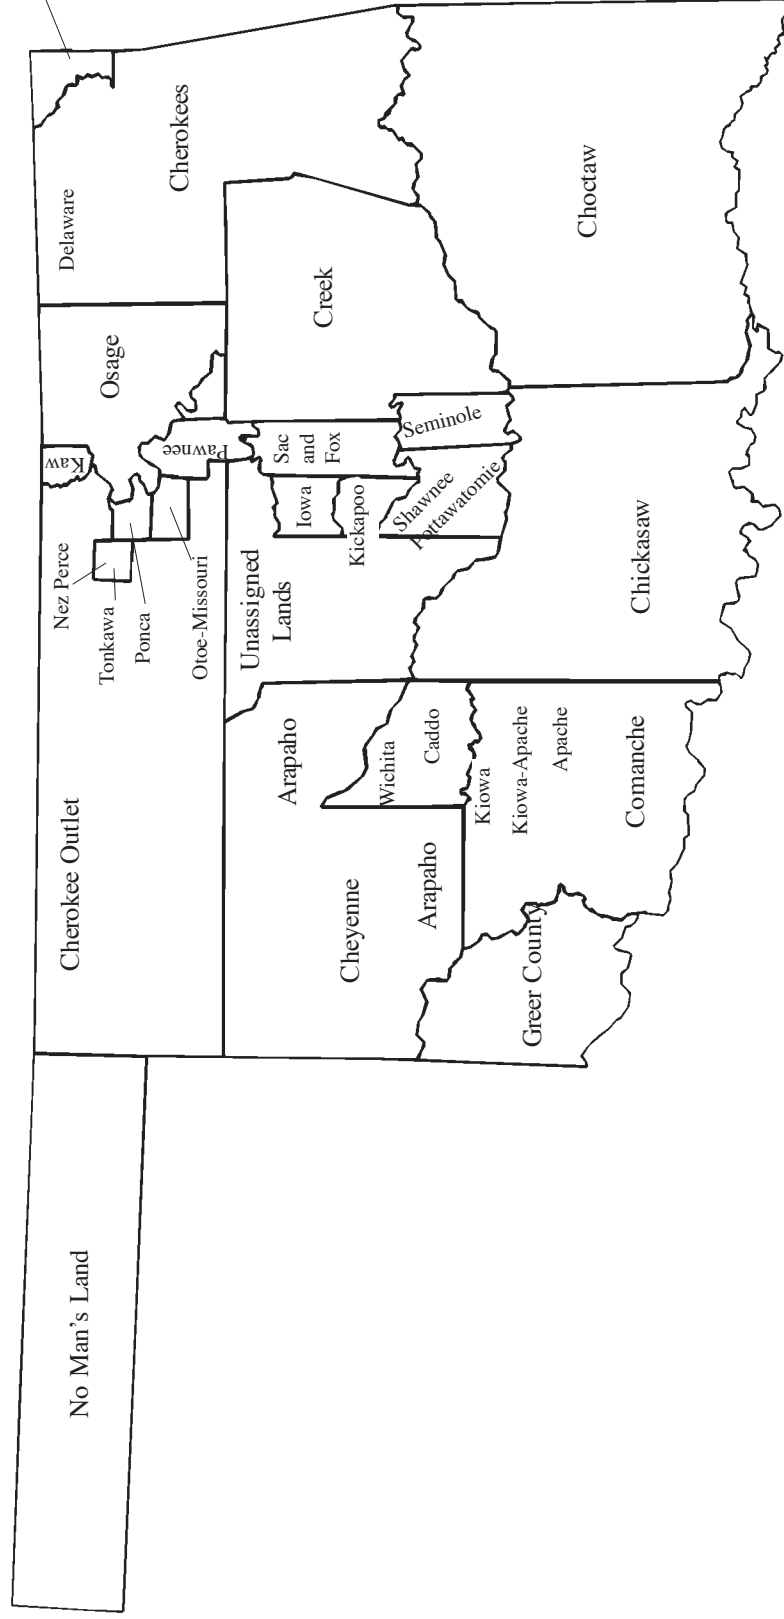 No Man’s Land
Cherokee Outlet
Nez Perce
Tonkawa
Ponca
Otoe-Missouri
Kaw
Osage
Pawnee
Delaware
Cherokees
Unassigned
Lands
Iowa
Kickapoo
Sac
and
Fox
Creek
Shawnee
Pottawatomie
Seminole
Arapaho
Cheyenne
Arapaho
Wichita
Caddo
Kiowa
Kiowa-Apache
Apache
Comanche
Greer County
Chickasaw
Choctaw